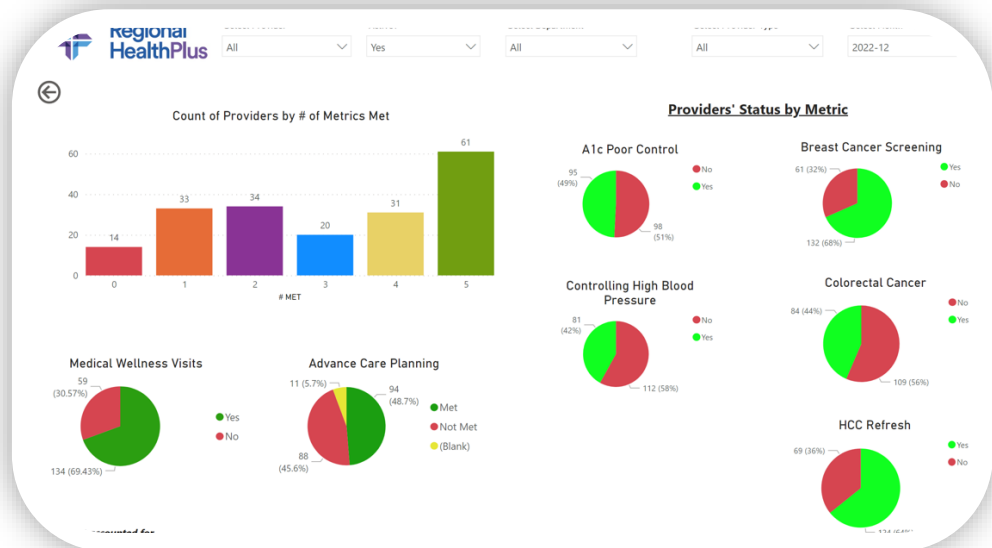 Regional
HealthPlus
All
Yes
All
All
2022-12
Count of Providers by # of Metrics Met
60
40
20
0
14
33
34
20
31
61
0
1
2
3
4
5
# MET
Medical Wellness Visits
59
(30.57%)
134 (69.43%)
Yes
No
Advance Care Planning
11 (5.7%)
94
(48.7%)
88
(45.6%)
Met
Not Met
(Blank)
Providers' Status by Metric
A1c Poor Control
95
(49%)
98
(51%)
No
Yes
Breast Cancer Screening
61 (32%)
132 (68%)
Yes
No
Controlling High Blood
Pressure
81
(42%)
112 (58%)
No
Yes
Colorectal Cancer
84 (44%)
109 (56%)
No
Yes
HCC Refresh
69 (36%)
124 (64%)
Yes
No